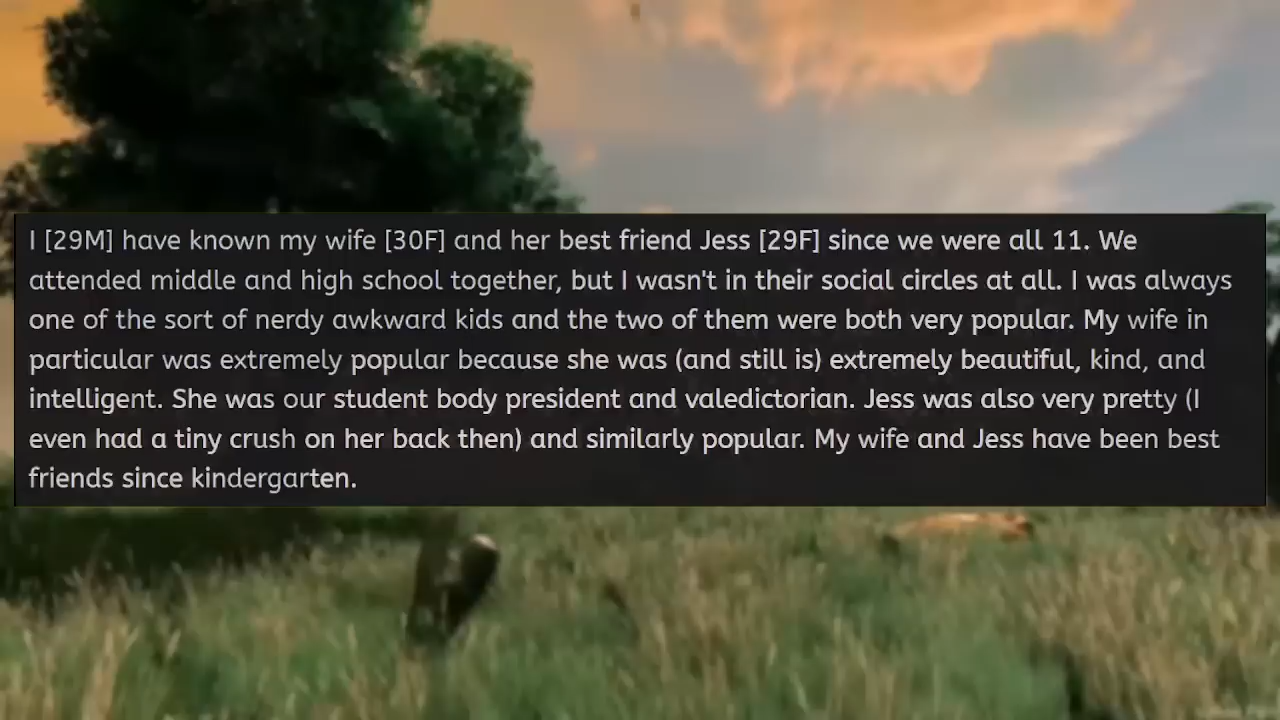 I [29M] have known my wife [30F] and her best friend Jess [29F] since we were all 11. We
attended middle and high school together, but I wasn't in their social circles at all. I was always
one of the sort of nerdy awkward kids and the two of them were both very popular. My wife in
particular was extremely popular because she was (and still is) extremely beautiful, kind, and
intelligent. She was our student body president and valedictorian. Jess was also very pretty (I
even had a tiny crush on her back then) and similarly popular. My wife and Jess have been best
friends since kindergarten.